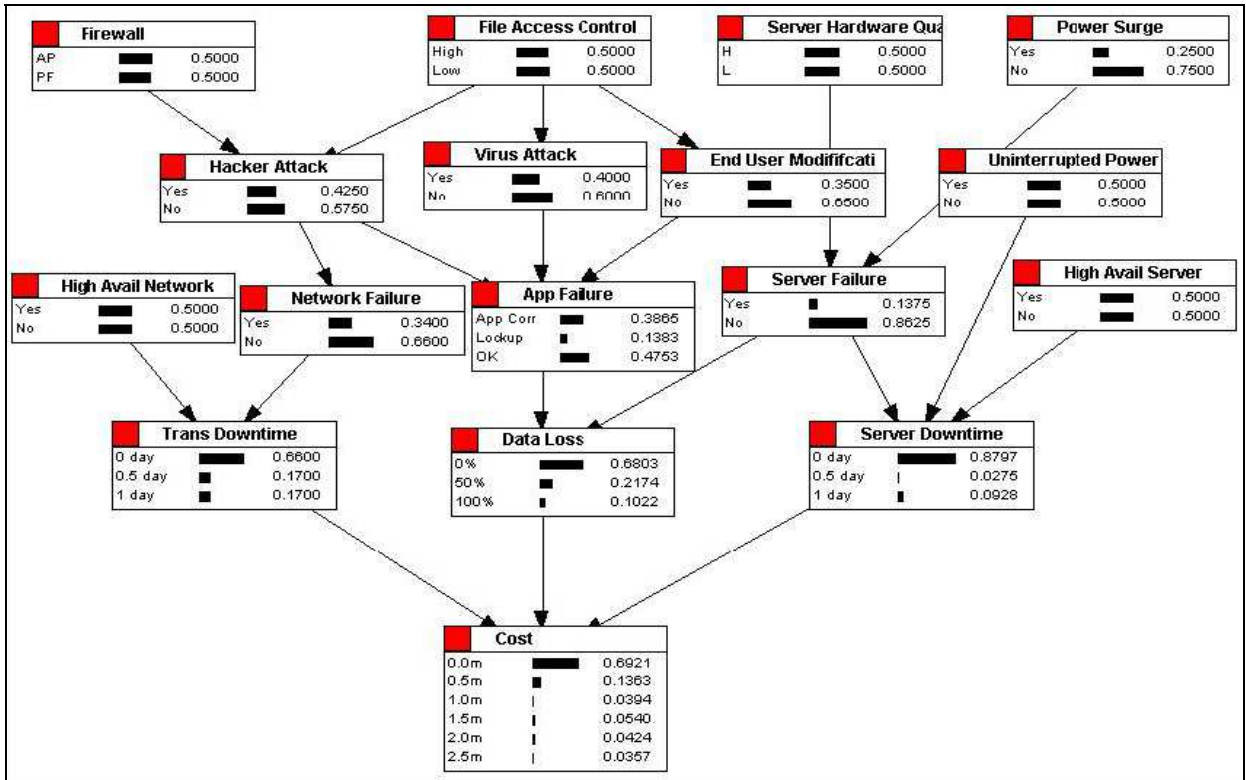 Firewall
AP 0.5000
PF 0.5000
File Access Control
High 0.5000
Low 0.5000
Server Hardware Qua
H 0.5000
L 0.5000
Power Surge
Yes 0.2500
No 0.7500
Hacker Attack
Yes 0.4250
No 0.5750
Virus Attack
Yes 0.4000
No 0.6000
End User Modififcati
Yes 0.3500
No 0.6500
Uninterrupted Power
Yes 0.5000
No 0.5000
High Avail Network
Yes 0.5000
No 0.5000
Network Failure
Yes 0.3400
No 0.6600
App Failure
App Corr 0.3865
Lockup 0.1383
OK 0.4753
Server Failure
Yes 0.1375
No 0.8625
High Avail Server
Yes 0.5000
No 0.5000
Trans Downtime
0 day 0.6600
0.5 day 0.1700
1 day 0.1700
Data Loss
0% 0.6803
50% 0.2174
100% 0.1022
Server Downtime
0 day 0.8797
0.5 day 0.0275
1 day 0.0928
Cost
0.0m 0.6921
0.5m 0.1363
1.0m 0.0394
1.5m 0.0540
2.0m 0.0424
2.5m 0.0357